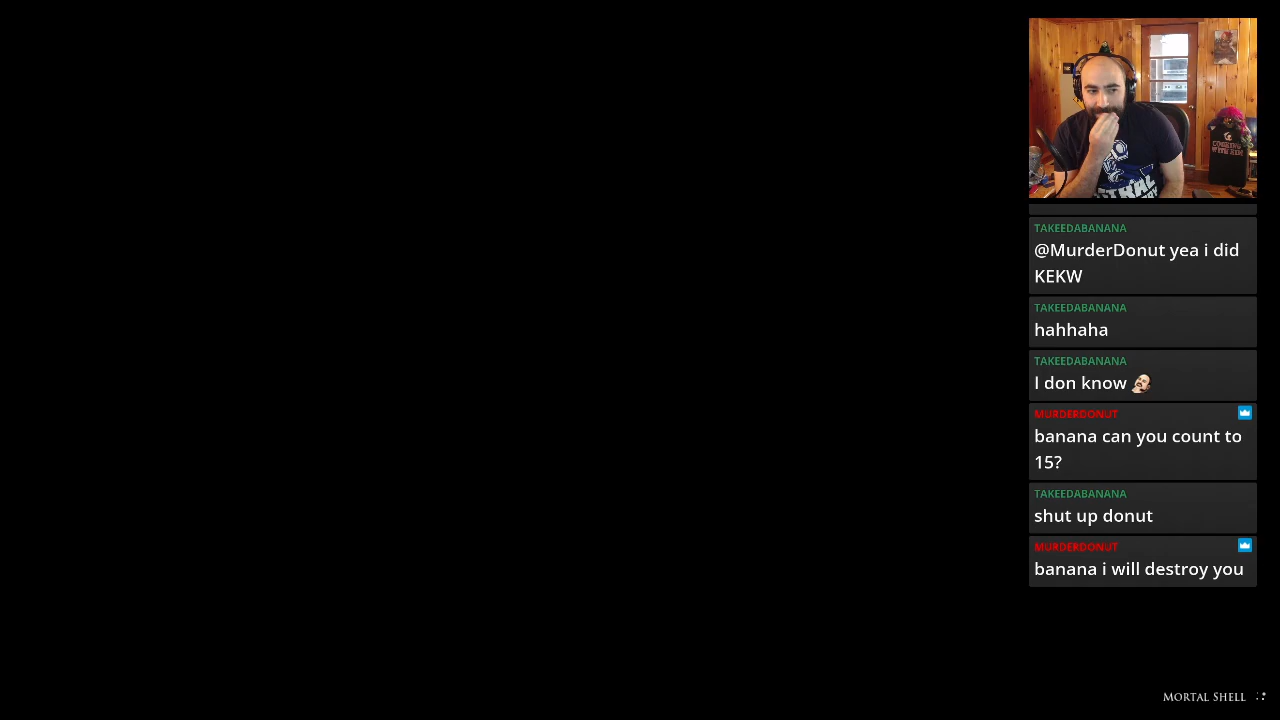 TAKEEDABANANA
@MurderDonut yea i did
KEKW
TAKEEDABANANA
hahhaha
TAKEEDABANANA
I don know
MURDERDONUT
banana can you count to
15?
TAKEEDABANANA
shut up donut
MURDERDONUT
banana i will destroy you
MORTAL SHELL